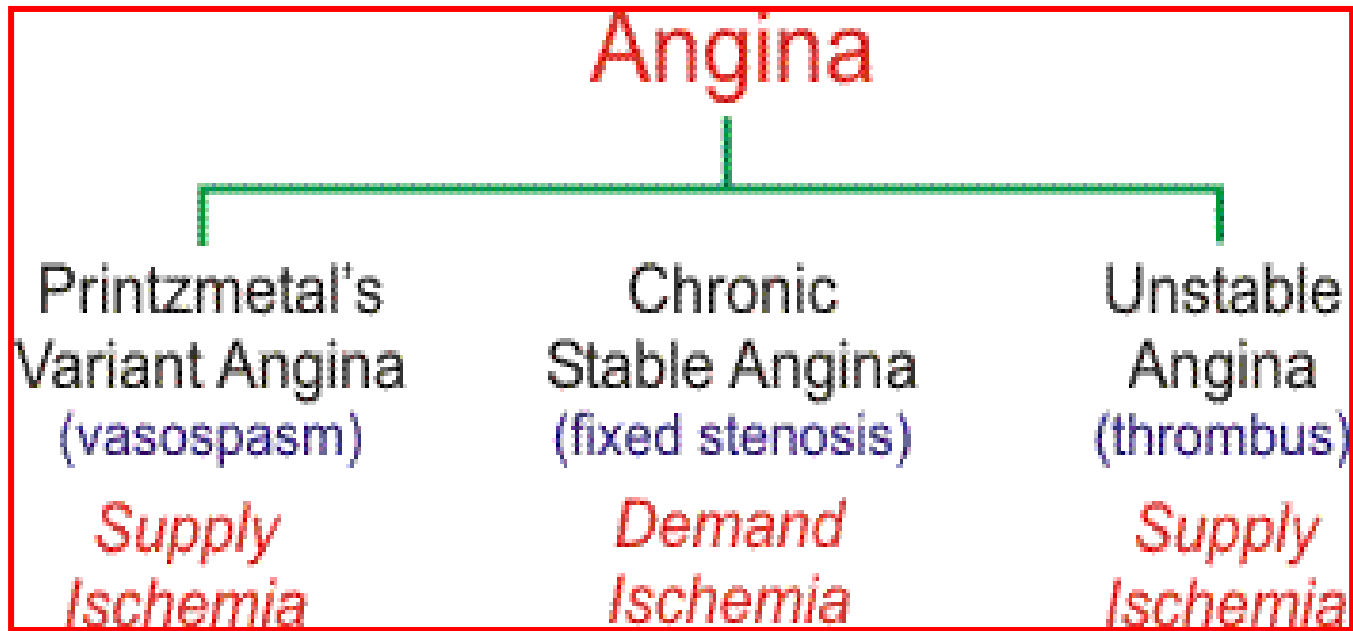 Angina
Printzmetal's
Variant Angina
(vasospasm)
Supply
Ischemia
Chronic
Stable Angina
(fixed stenosis)
Demand
Ischemia
Unstable
Angina
(thrombus)
Supply
Ischemia